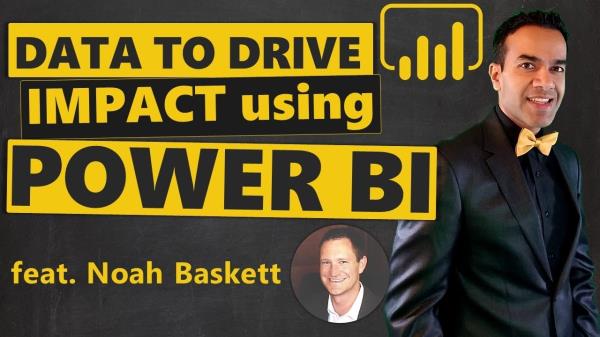 DATA TO DRIVE
IMPACT using
POWER BI
feat. Noah Baskett